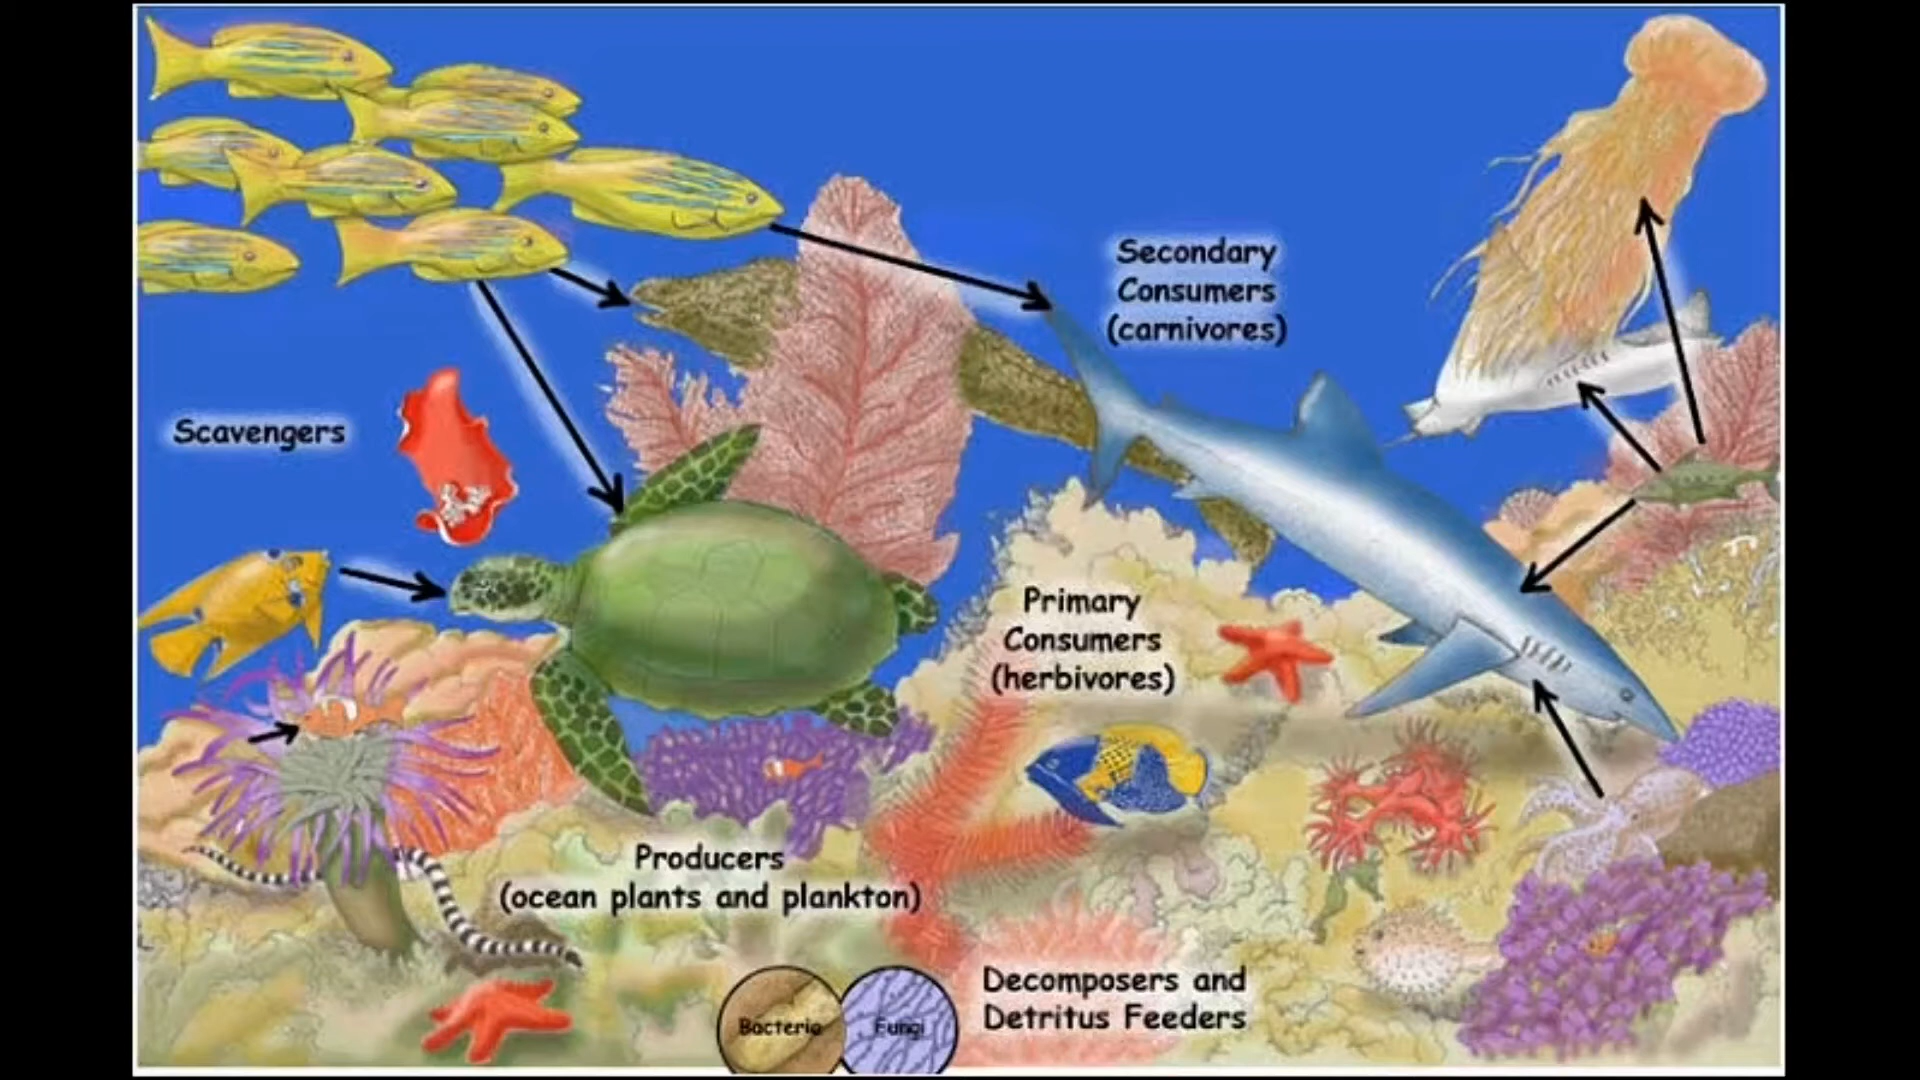 Secondary
Consumers
(carnivores)
Scavengers
Primary
Consumers
(herbivores)
Producers
(ocean plants and plankton)
Decomposers and
Detritus Feeders
Bacteria
Fungi